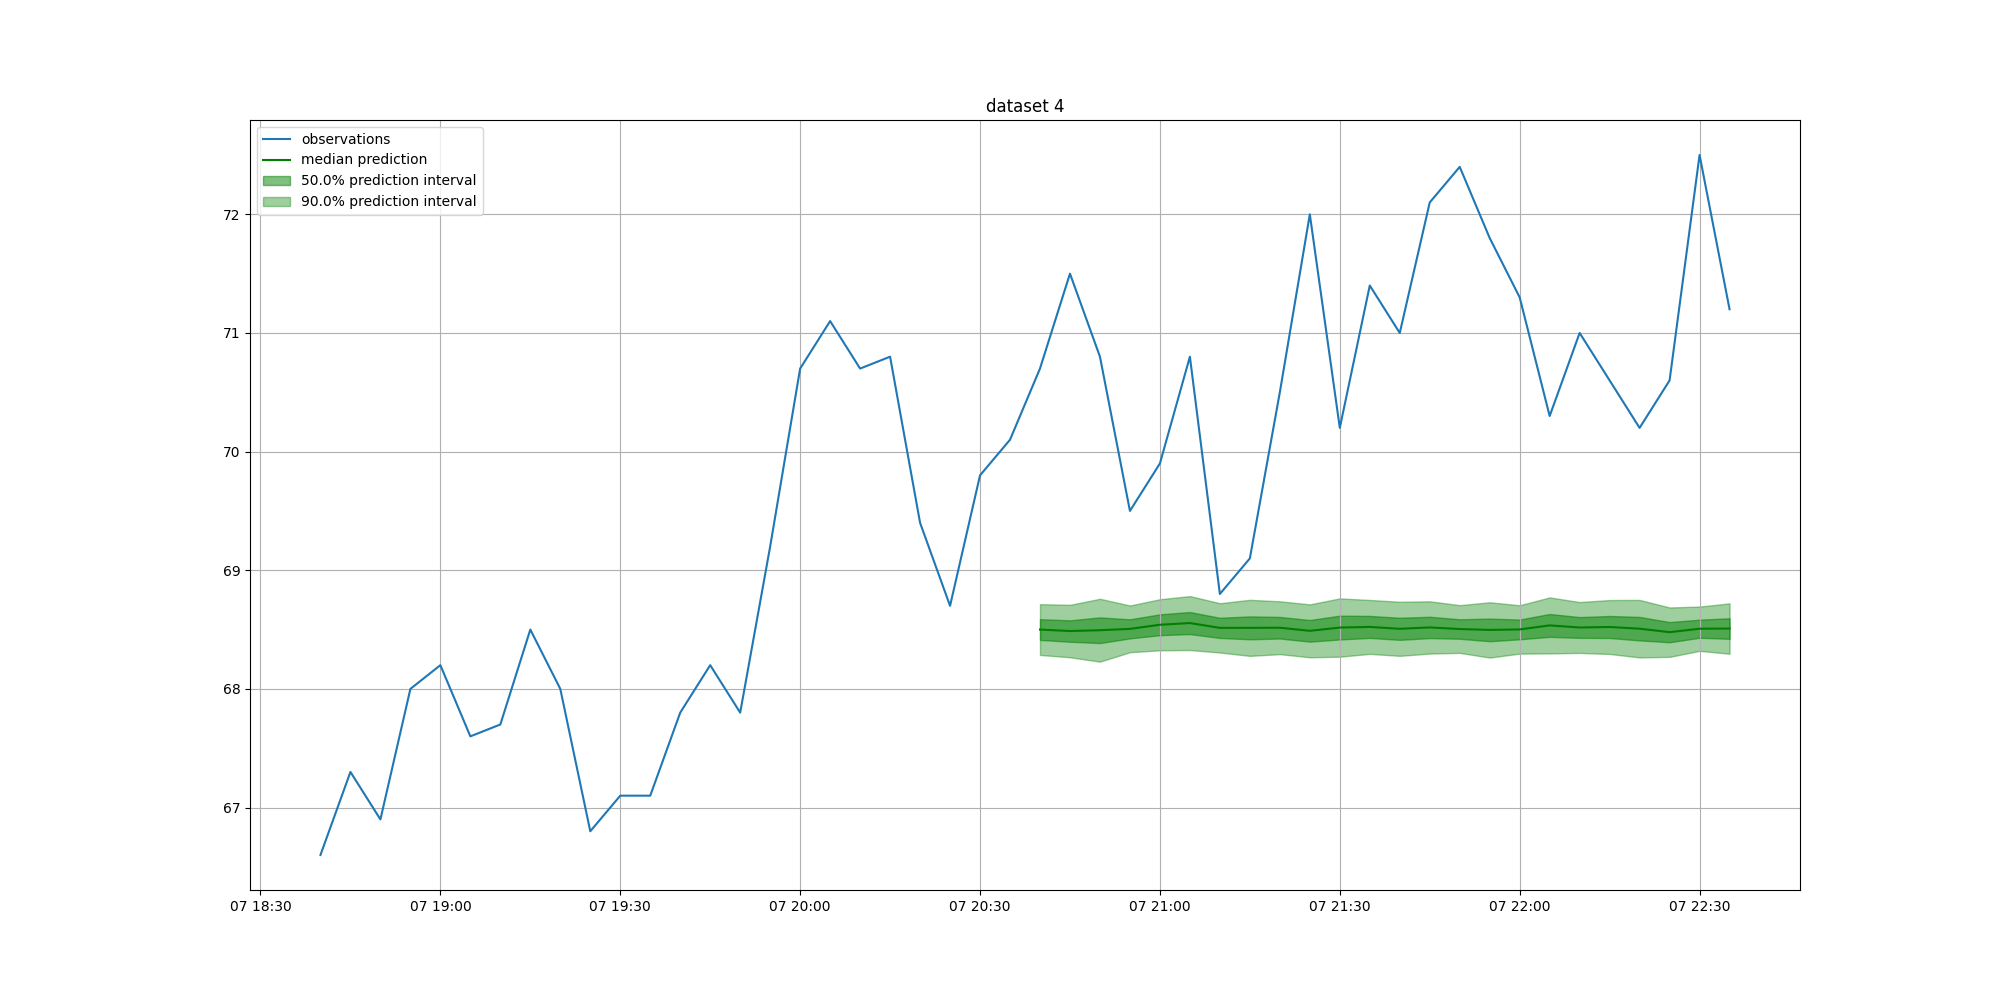 dataset 4
observations
median prediction
50.0% prediction interval
90.0% prediction interval
72
71
70
69
68
67
07 18:30 07 19:00 07 19:30 07 20:00 07 20:30 07 21:00 07 21:30 07 22:00 07 22:30